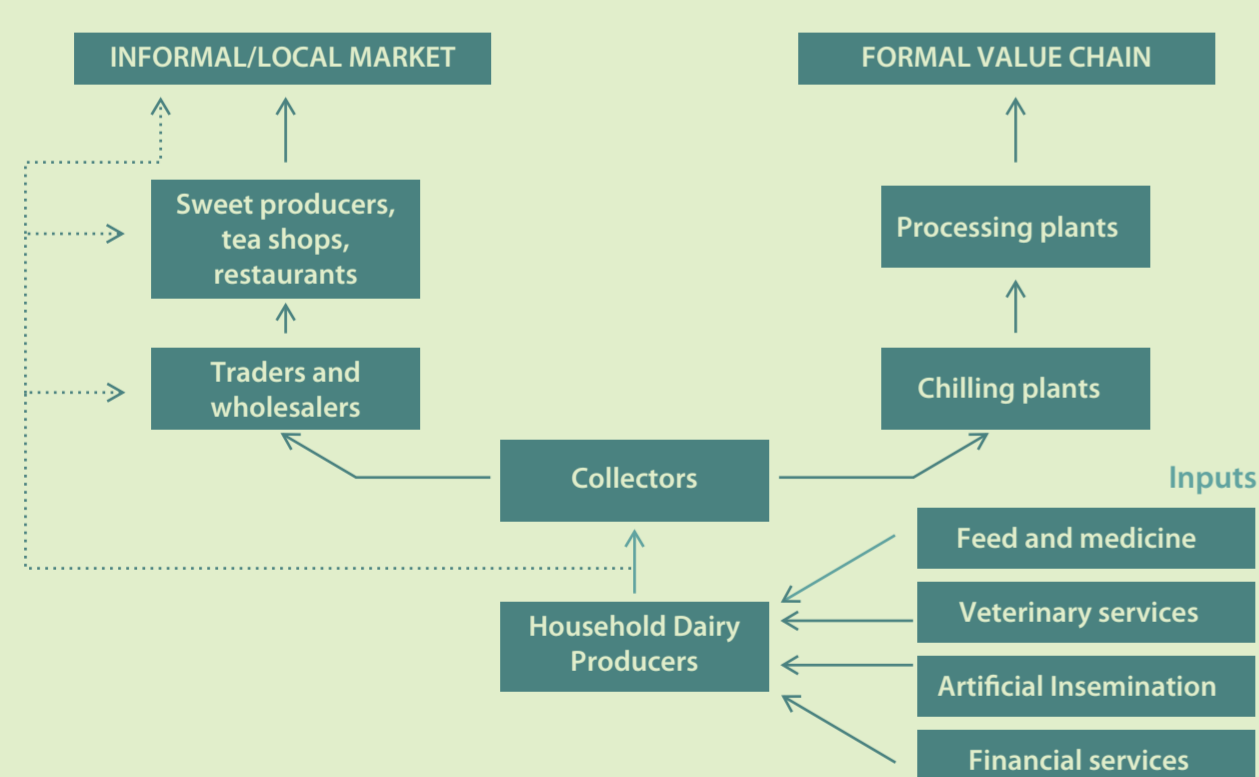 INFORMAL/LOCAL MARKET
FORMAL VALUE CHAIN
Sweet producers,
tea shops,
restaurants
Processing plants
Traders and
wholesalers
Chilling plants
Collectors
Inputs
Feed and medicine
Household Dairy
Producers
Veterinary services
Artificial Insemination
Financial services